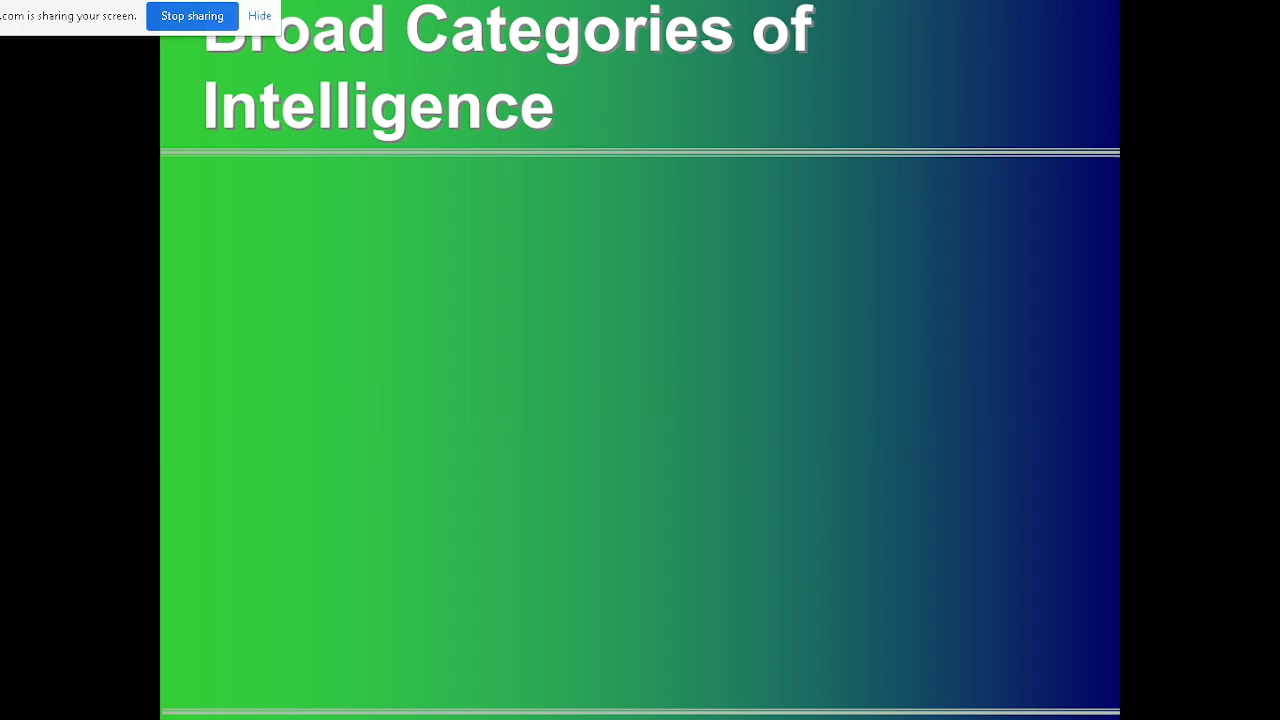 .com is sharing your screen. Stop sharing Hide
Broad Categories of
Intelligence